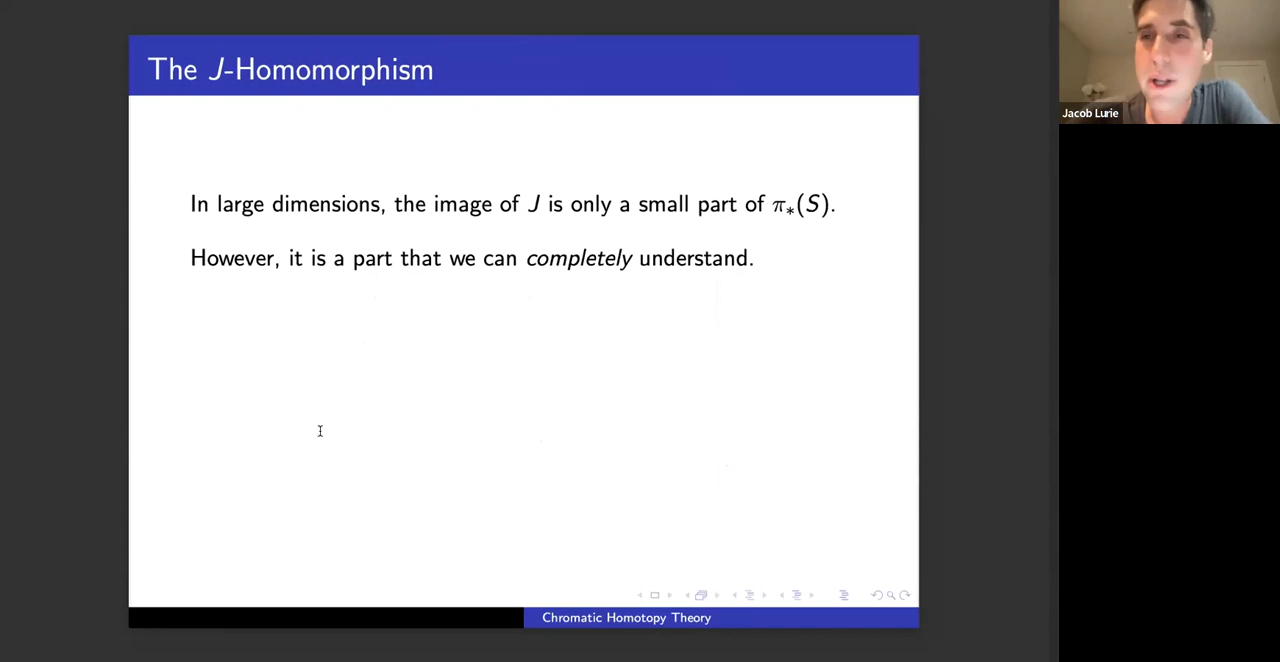 The J-Homomorphism
Jacob Lurie
In large dimensions, the image of J is only a small part of π∗(S).
However, it is a part that we can completely understand.
Chromatic Homotopy Theory